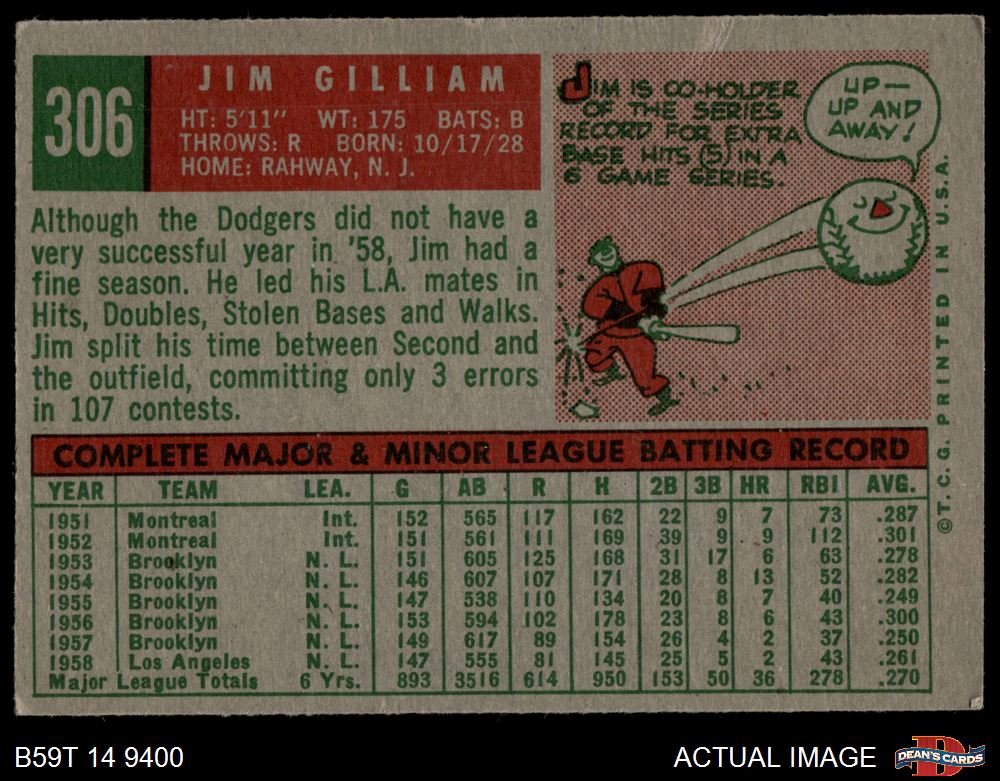 306
JIM GILLIAM
HT: 5'11" WT: 175 BATS: B
THROWS: R BORN: 10/17/28
HOME: RAHWAY, N. J.
Although the Dodgers did not have a
very successful year in '58, Jim had a
fine season. He led his L.A. mates in
Hits, Doubles, Stolen Bases and Walks.
Jim split his time between Second and
the outfield, committing only 3 errors
in 107 contests.
JIM IS CO-HOLDER
OF THE SERIES
RECORD FOR EXTRA
BASE HITS (5) IN A
6 GAME SERIES.
UP—
UP AND
AWAY!
©T. C. G. PRINTED IN U.S.A.
COMPLETE MAJOR & MINOR LEAGUE BATTING RECORD
YEAR TEAM LEA. G AB R H 2B 3B HR RBI AVG.
1951 Montreal Int. 152 565 117 162 22 9 7 73 .287
1952 Montreal Int. 151 561 111 169 39 9 9 112 .301
1953 Brooklyn N. L. 151 605 125 168 31 17 6 63 .278
1954 Brooklyn N. L. 146 607 107 171 28 8 13 52 .282
1955 Brooklyn N. L. 147 538 110 134 20 8 7 40 .249
1956 Brooklyn N. L. 153 594 102 178 23 8 6 43 .300
1957 Brooklyn N. L. 149 617 89 154 26 4 2 37 .250
1958 Los Angeles N. L. 147 555 81 145 25 5 2 43 .261
Major League Totals 6 Yrs. 893 3516 614 950 153 50 36 278 .270
B59T 14 9400
ACTUAL IMAGE
D
DEAN'S CARDS